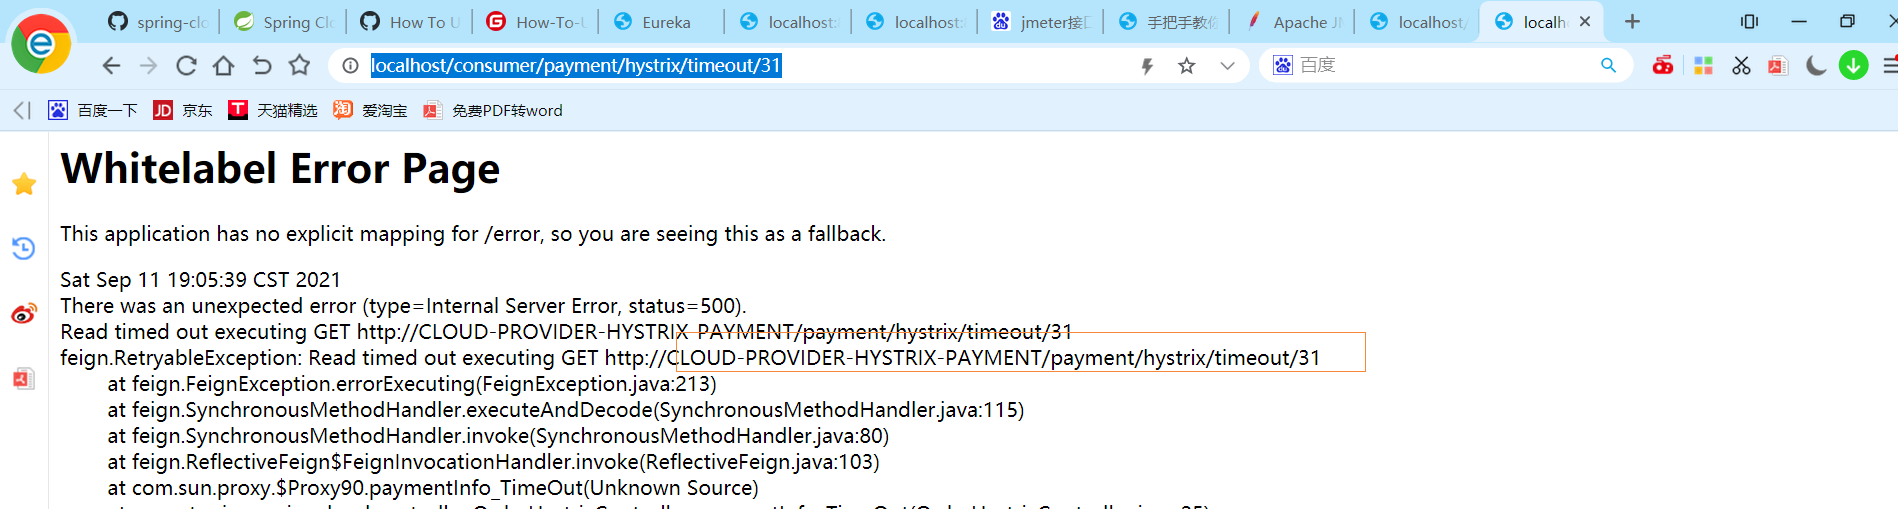 spring-clo
Spring Clo
How To U
How-To-U
Eureka
localhost:
localhost:
jmeter接口
手把手教你
Apache JM
localhost/
localho
localhost/consumer/payment/hystrix/timeout/31
百度
百度一下
JD 京东
天猫精选
淘 爱淘宝
免费PDF转word
Whitelabel Error Page
This application has no explicit mapping for /error, so you are seeing this as a fallback.
Sat Sep 11 19:05:39 CST 2021
There was an unexpected error (type=Internal Server Error, status=500).
Read timed out executing GET http://CLOUD-PROVIDER-HYSTRIX-PAYMENT/payment/hystrix/timeout/31
feign.RetryableException: Read timed out executing GET http://CLOUD-PROVIDER-HYSTRIX-PAYMENT/payment/hystrix/timeout/31
at feign.FeignException.errorExecuting(FeignException.java:213)
at feign.SynchronousMethodHandler.executeAndDecode(SynchronousMethodHandler.java:115)
at feign.SynchronousMethodHandler.invoke(SynchronousMethodHandler.java:80)
at feign.ReflectiveFeign$FeignInvocationHandler.invoke(ReflectiveFeign.java:103)
at com.sun.proxy.$Proxy90.paymentInfo_TimeOut(Unknown Source)